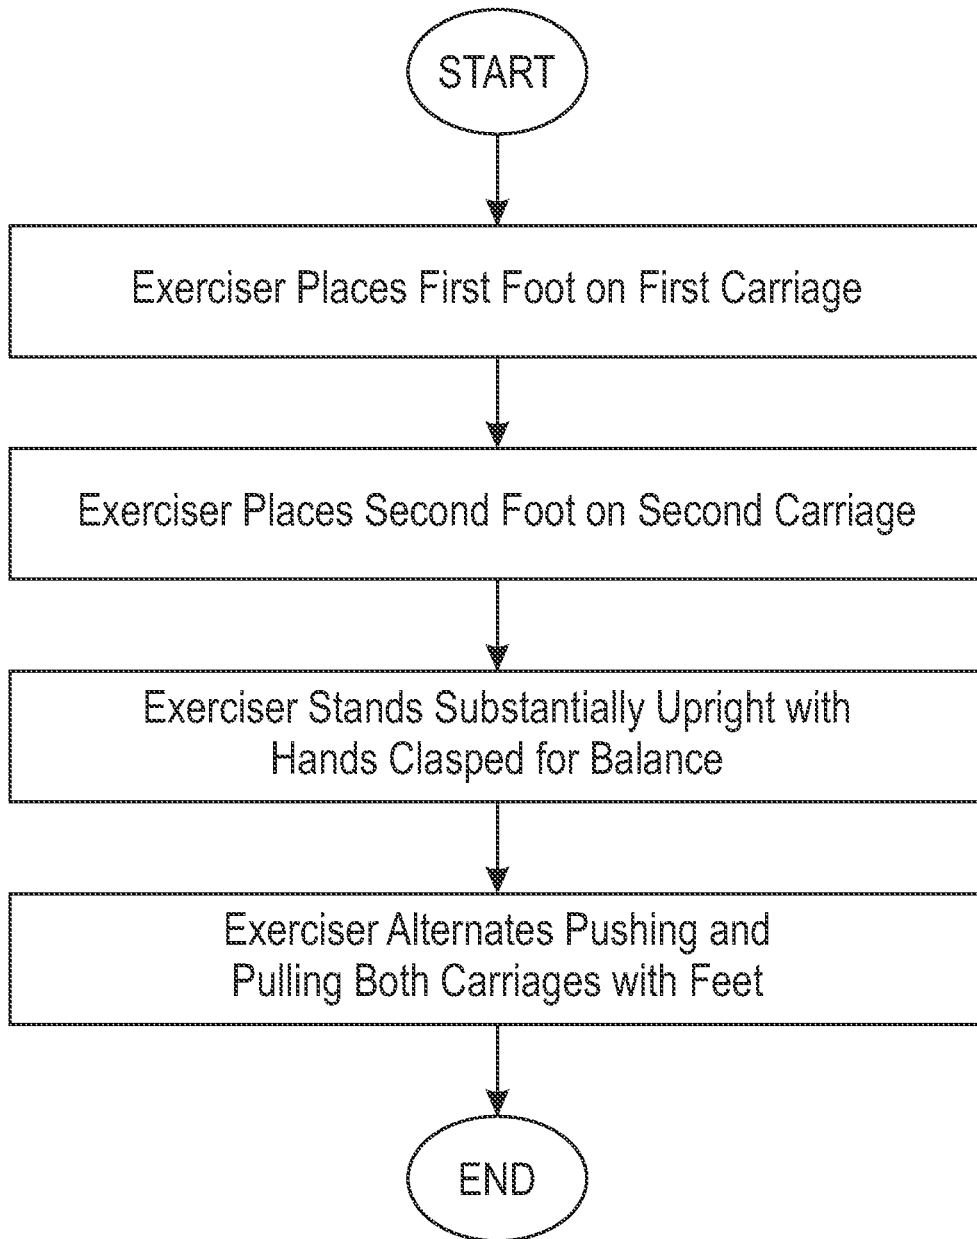 START
Exerciser Places First Foot on First Carriage
Exerciser Places Second Foot on Second Carriage
Exerciser Stands Substantially Upright with
Hands Clasped for Balance
Exerciser Alternates Pushing and
Pulling Both Carriages with Feet
END